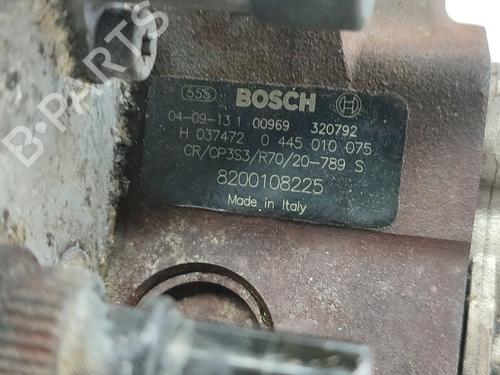 555 BOSCH
04-09-13 1 00969 320792
H 037472 0 445 010 075
CR/CP3S3/R70/20-789 S
8200108225
Made in Italy
B-PARTS